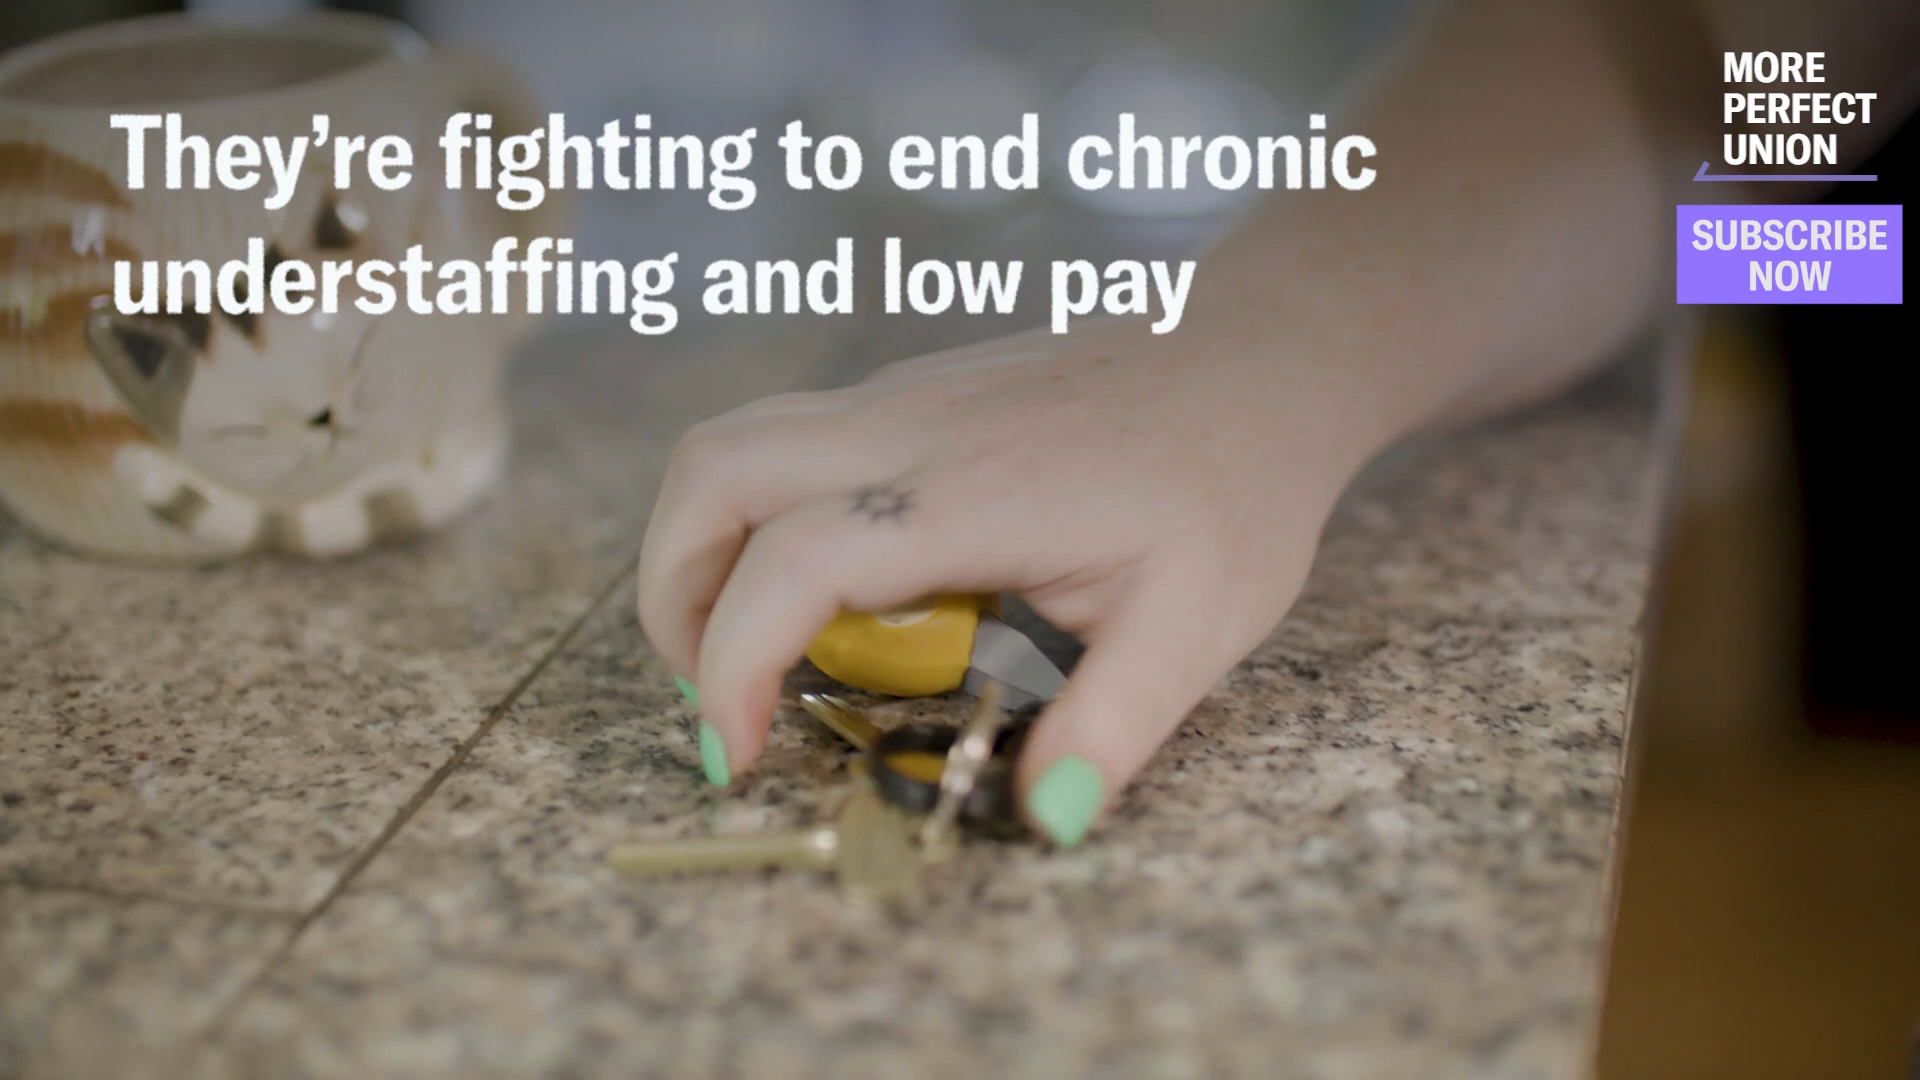 They’re fighting to end chronic
understaffing and low pay
MORE
PERFECT
UNION
SUBSCRIBE
NOW